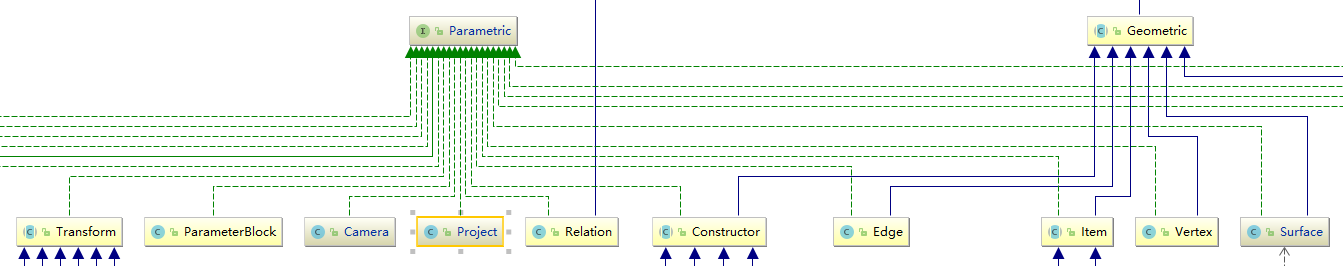 I Parametric
C Geometric
C Transform
C ParameterBlock
C Camera
C Project
C Relation
C Constructor
C Edge
C Item
C Vertex
C Surface